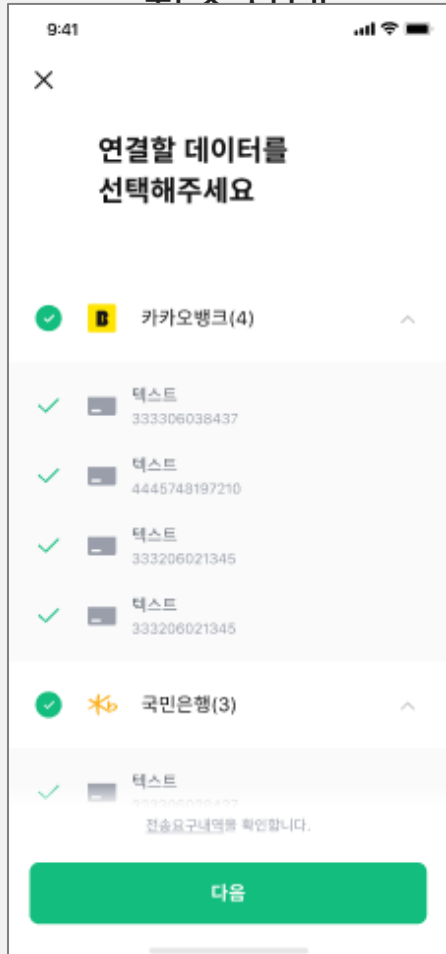 9:41
연결할 데이터를
선택해주세요
B
카카오뱅크(4)
텍스트
333306038437
텍스트
4445748197210
텍스트
333206021345
텍스트
333206021345
국민은행(3)
텍스트
전송요구내역을 확인합니다.
다음